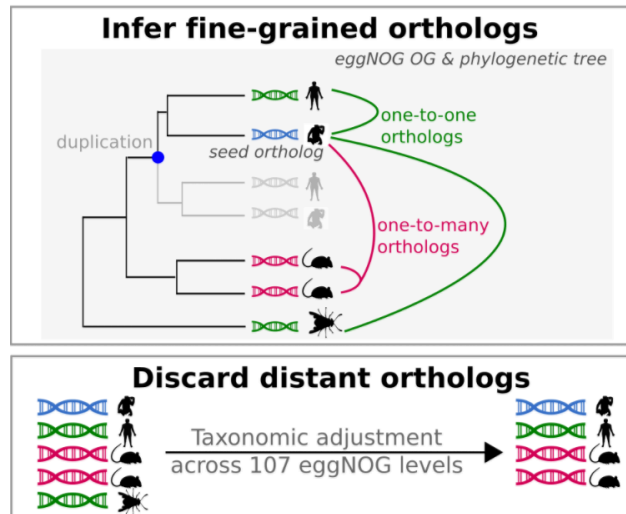 Infer fine-grained orthologs
eggNOG OG & phylogenetic tree
one-to-one
orthologs
duplication
seed ortholog
one-to-many
orthologs
Discard distant orthologs
Taxonomic adjustment
across 107 eggNOG levels